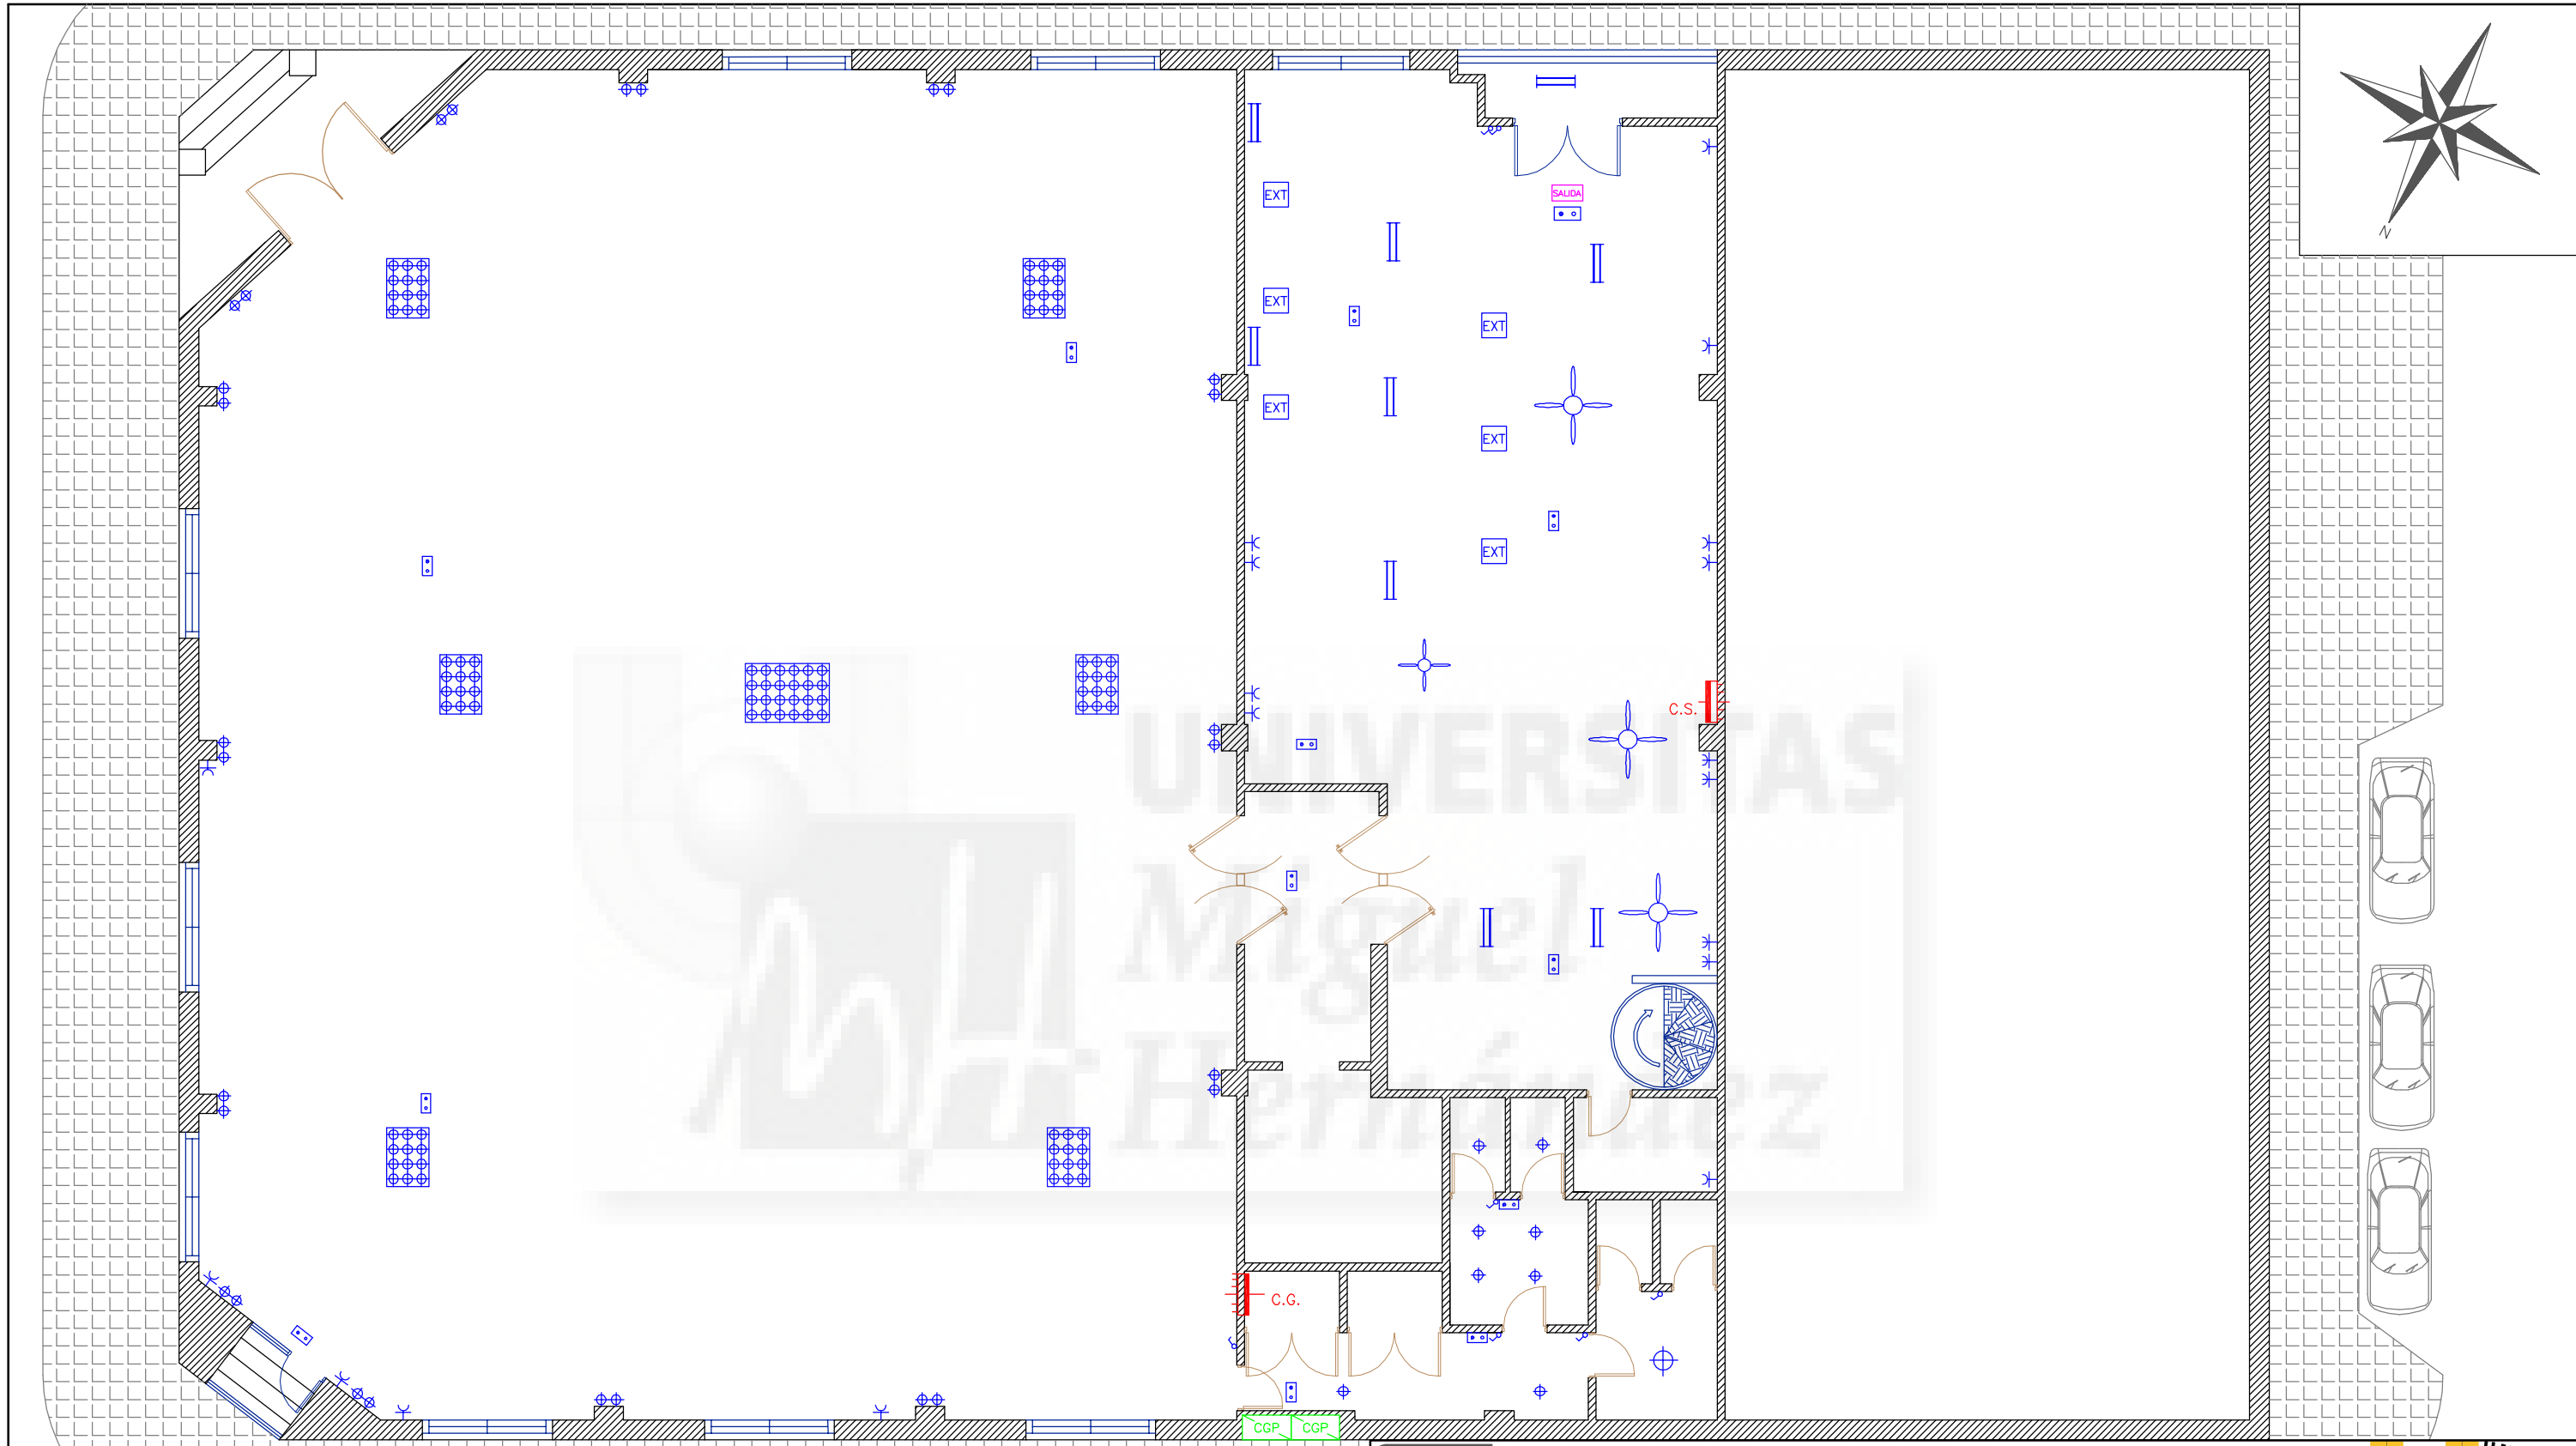 EXT
SALIDA
N
EXT
EXT
EXT
EXT
EXT
C.S.
UNIVERSITAS
Miguel
Hernández
C.G.
CGP CGP